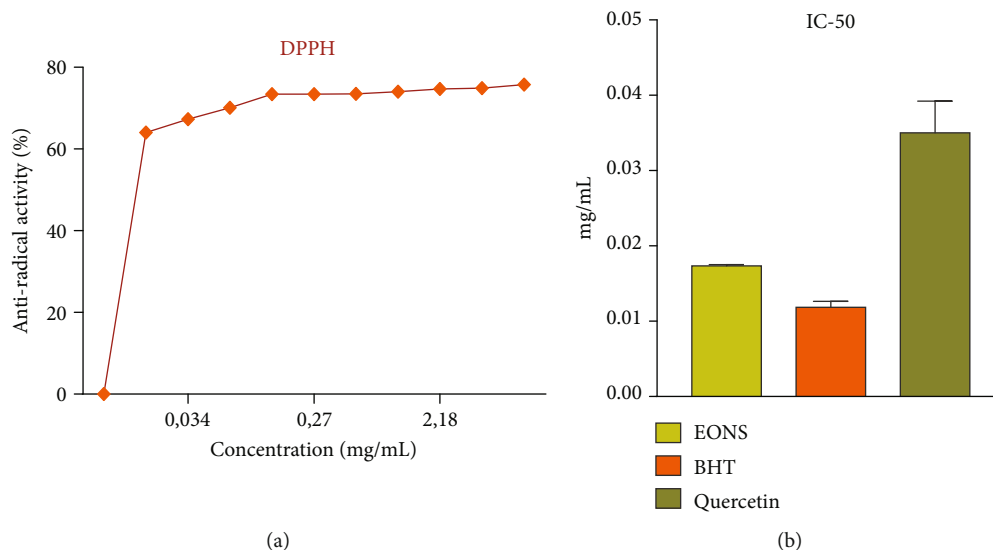 DPPH
80
60
40
20
0
Anti-radical activity (%)
0,034
0,27
2,18
Concentration (mg/mL)
(a)
IC-50
0.05
0.04
0.03
0.02
0.01
0.00
mg/mL
EONS
BHT
Quercetin
(b)